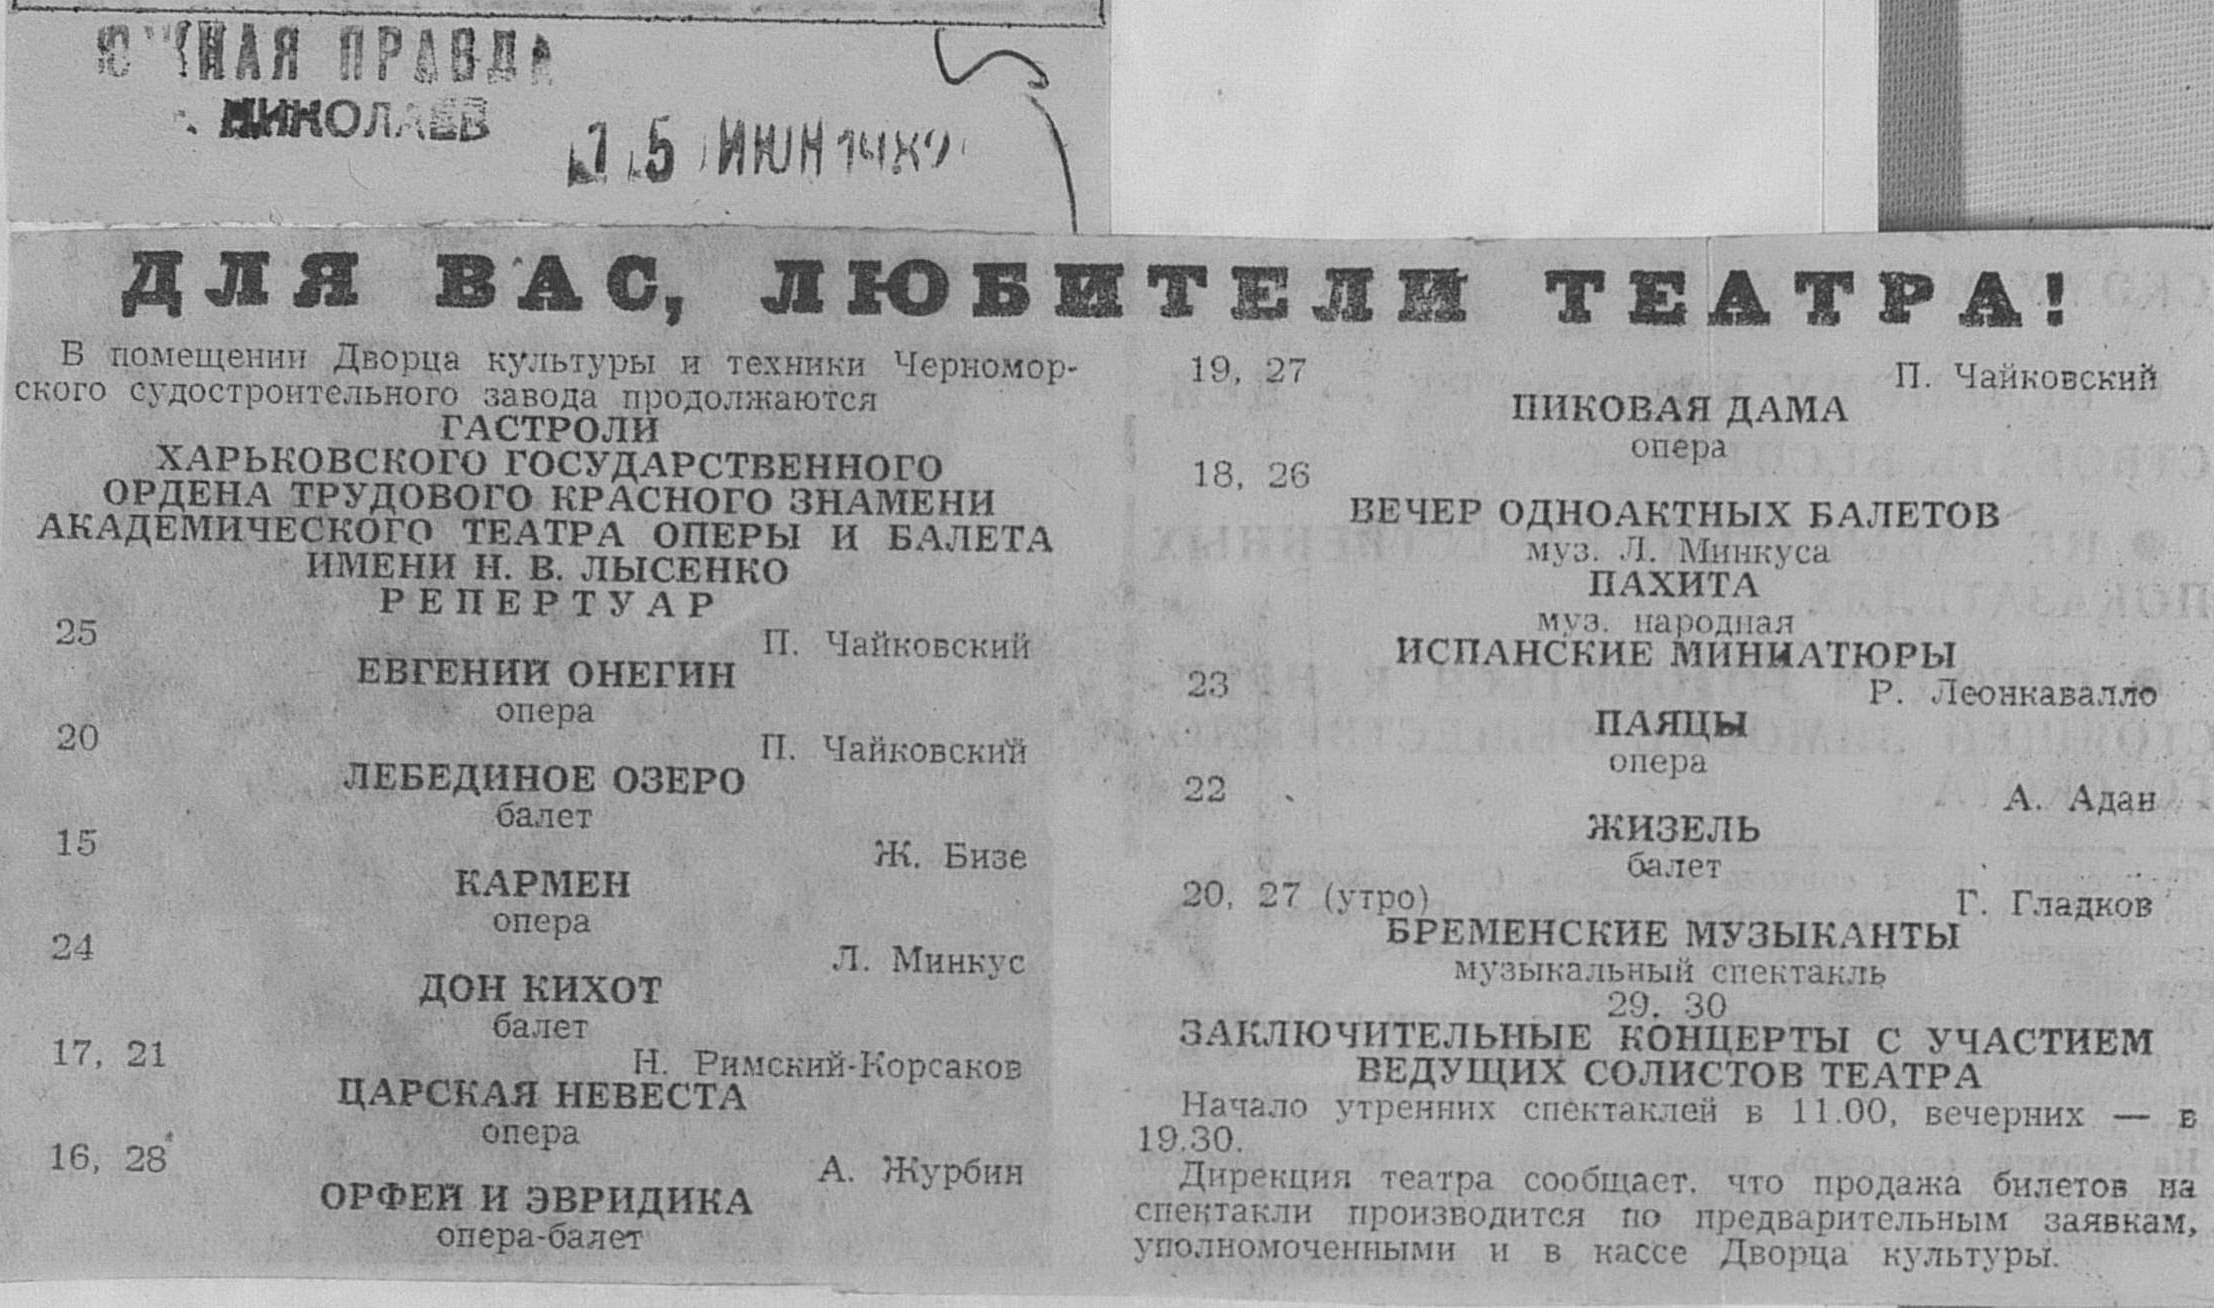 ЮЖНАЯ ПРАВДА
НИКОЛАЕВ
15 ИЮН 1982
ДЛЯ ВАС, ЛЮБИТЕЛИ ТЕАТРА!
В помещении Дворца культуры и техники Черномор-
ского судостроительного завода продолжаются
ГАСТРОЛИ
ХАРЬКОВСКОГО ГОСУДАРСТВЕННОГО
ОРДЕНА ТРУДОВОГО КРАСНОГО ЗНАМЕНИ
АКАДЕМИЧЕСКОГО ТЕАТРА ОПЕРЫ И БАЛЕТА
ИМЕНИ Н. В. ЛЫСЕНКО
РЕПЕРТУАР
25
П. Чайковский
ЕВГЕНИЙ ОНЕГИН
опера
20
П. Чайковский
ЛЕБЕДИНОЕ ОЗЕРО
балет
15
Ж. Бизе
КАРМЕН
опера
24
Л. Минкус
ДОН КИХОТ
балет
17, 21
Н. Римский-Корсаков
ЦАРСКАЯ НЕВЕСТА
опера
16, 28
А. Журбин
ОРФЕЙ И ЭВРИДИКА
опера-балет
19, 27
П. Чайковский
ПИКОВАЯ ДАМА
опера
18, 26
ВЕЧЕР ОДНОАКТНЫХ БАЛЕТОВ
муз. Л. Минкуса
ПАХИТА
муз. народная
ИСПАНСКИЕ МИНИАТЮРЫ
23
Р. Леонкавалло
ПАЯЦЫ
опера
22
А. Адан
ЖИЗЕЛЬ
балет
20, 27 (утро)
Г. Гладков
БРЕМЕНСКИЕ МУЗЫКАНТЫ
музыкальный спектакль
29, 30
ЗАКЛЮЧИТЕЛЬНЫЕ КОНЦЕРТЫ С УЧАСТИЕМ
ВЕДУЩИХ СОЛИСТОВ ТЕАТРА
Начало утренних спектаклей в 11.00, вечерних — в
19.30.
Дирекция театра сообщает, что продажа билетов на
спектакли производится по предварительным заявкам,
уполномоченными и в кассе Дворца культуры.